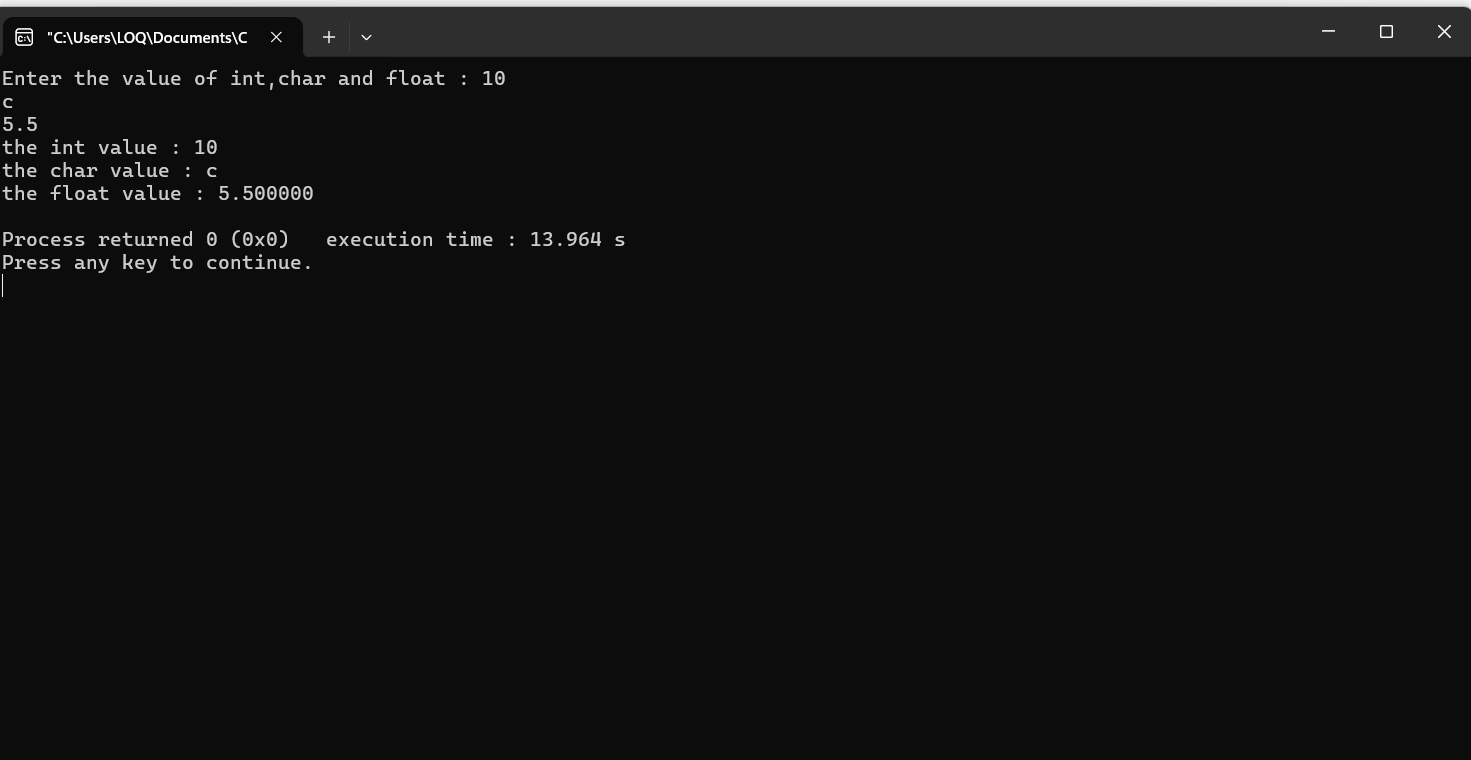 "C:\Users\LOQ\Documents\C
Enter the value of int,char and float : 10
c
5.5
the int value : 10
the char value : c
the float value : 5.500000
Process returned 0 (0x0)   execution time : 13.964 s
Press any key to continue.